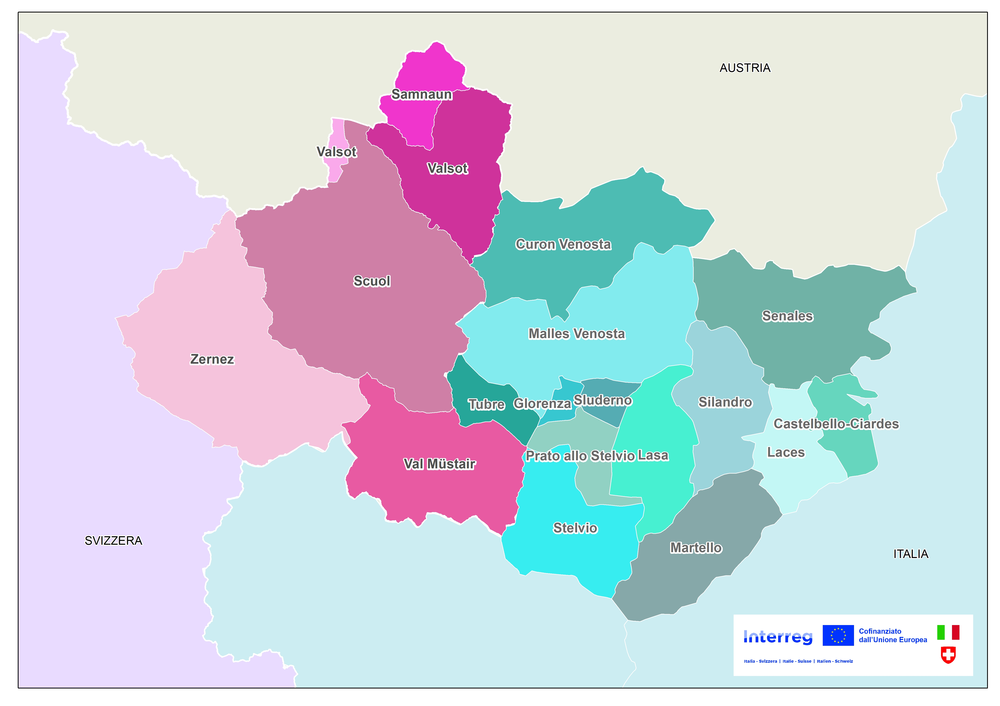 AUSTRIA
Samnaun
Valsot
Valsot
Curon Venosta
Scuol
Senales
Malles Venosta
Zernez
Tubre
Glorenza
Sluderno
Silandro
Castelbello-Ciardes
Laces
Prato allo Stelvio
Lasa
Val Müstair
Stelvio
SVIZZERA
Martello
ITALIA
Interreg
Cofinanziato
dall'Unione Europea
Italia – Svizzera | Italie – Suisse | Italien – Schweiz